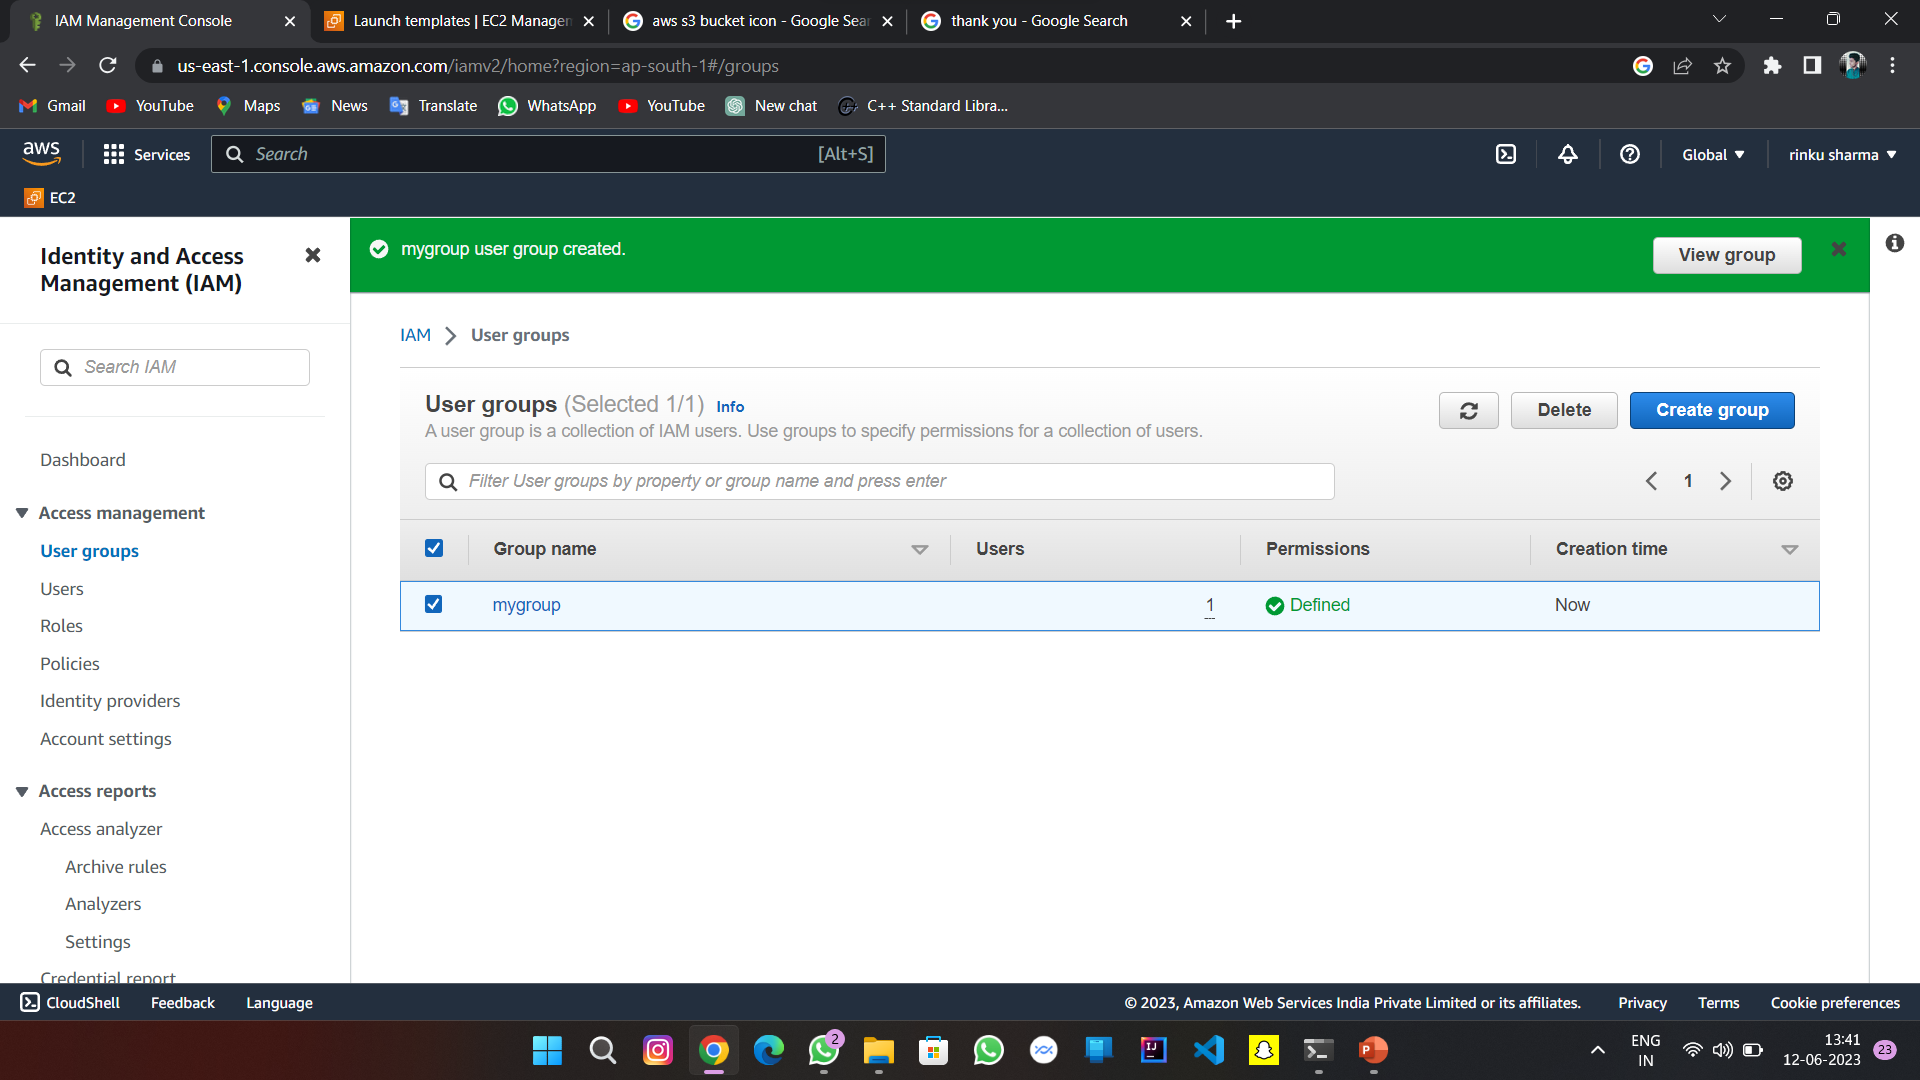 IAM Management Console
Launch templates | EC2 Managem
aws s3 bucket icon - Google Sear
thank you - Google Search
us-east-1.console.aws.amazon.com/iamv2/home?region=ap-south-1#/groups
Gmail
YouTube
Maps
News
Translate
WhatsApp
YouTube
New chat
C++ Standard Libra...
aws
Services
Search
[Alt+S]
Global
rinku sharma
EC2
Identity and Access
Management (IAM)
Search IAM
Dashboard
Access management
User groups
Users
Roles
Policies
Identity providers
Account settings
Access reports
Access analyzer
Archive rules
Analyzers
Settings
Credential report
mygroup user group created.
View group
IAM
User groups
User groups (Selected 1/1) Info
A user group is a collection of IAM users. Use groups to specify permissions for a collection of users.
Delete
Create group
Filter User groups by property or group name and press enter
1
Group name
Users
Permissions
Creation time
mygroup
1
Defined
Now
CloudShell
Feedback
Language
© 2023, Amazon Web Services India Private Limited or its affiliates.
Privacy
Terms
Cookie preferences
2
IJ
P
ENG
IN
13:41
12-06-2023
23